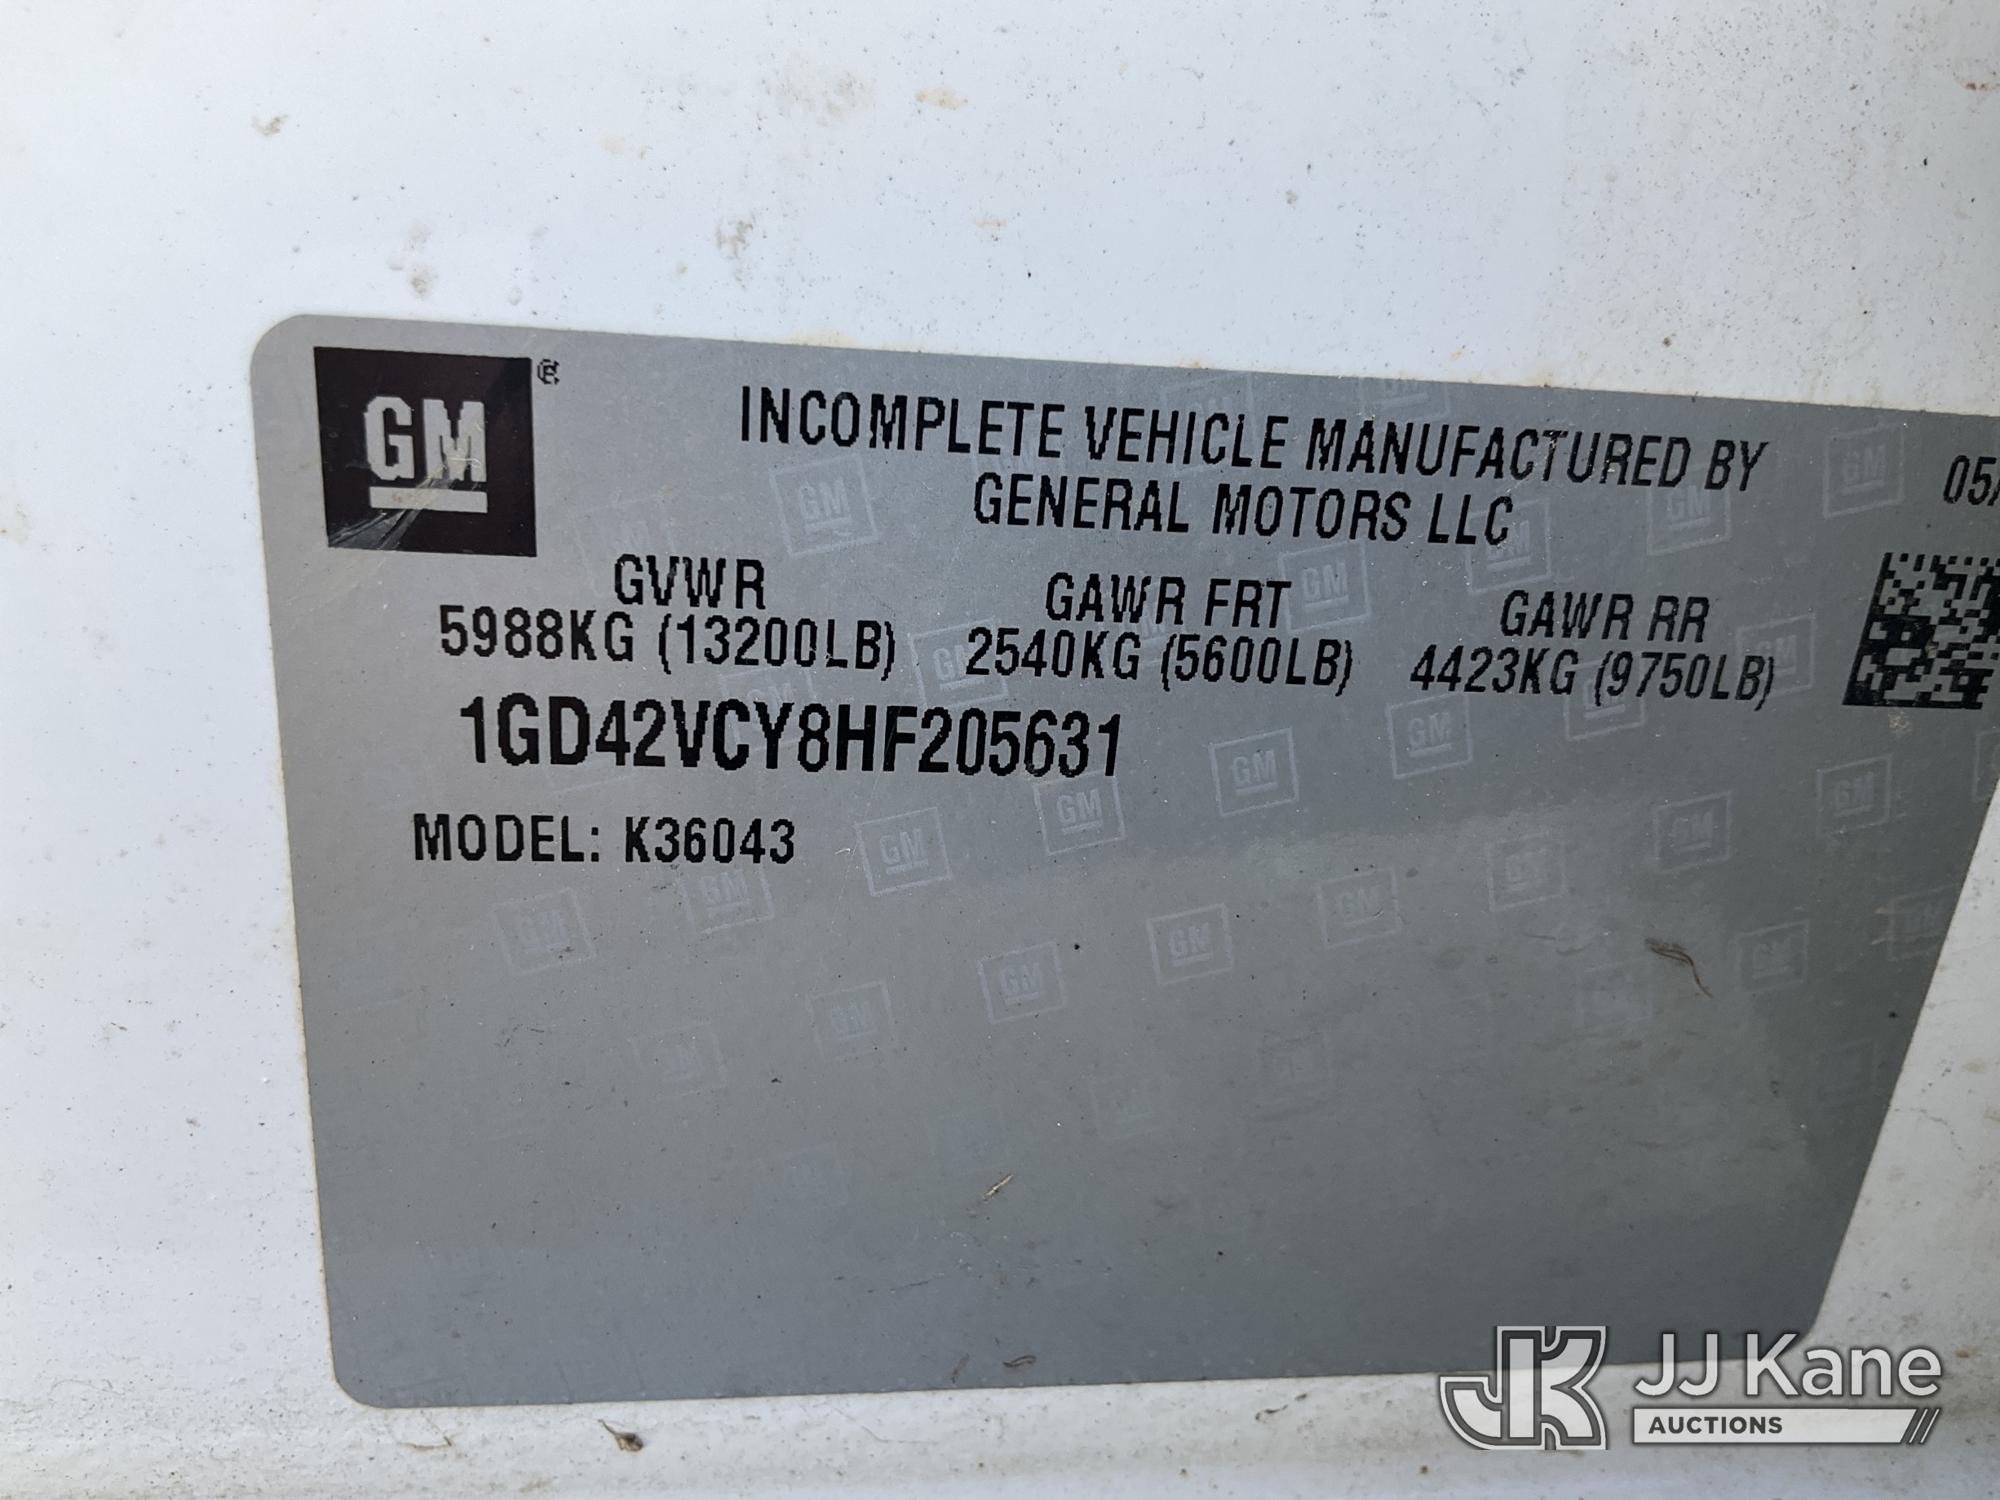 GM
INCOMPLETE VEHICLE MANUFACTURED BY
GENERAL MOTORS LLC
05/
GVWR
5988KG (13200LB)
GAWR FRT
2540KG (5600LB)
GAWR RR
4423KG (9750LB)
1GD42VCY8HF205631
MODEL: K36043
JJ Kane
AUCTIONS